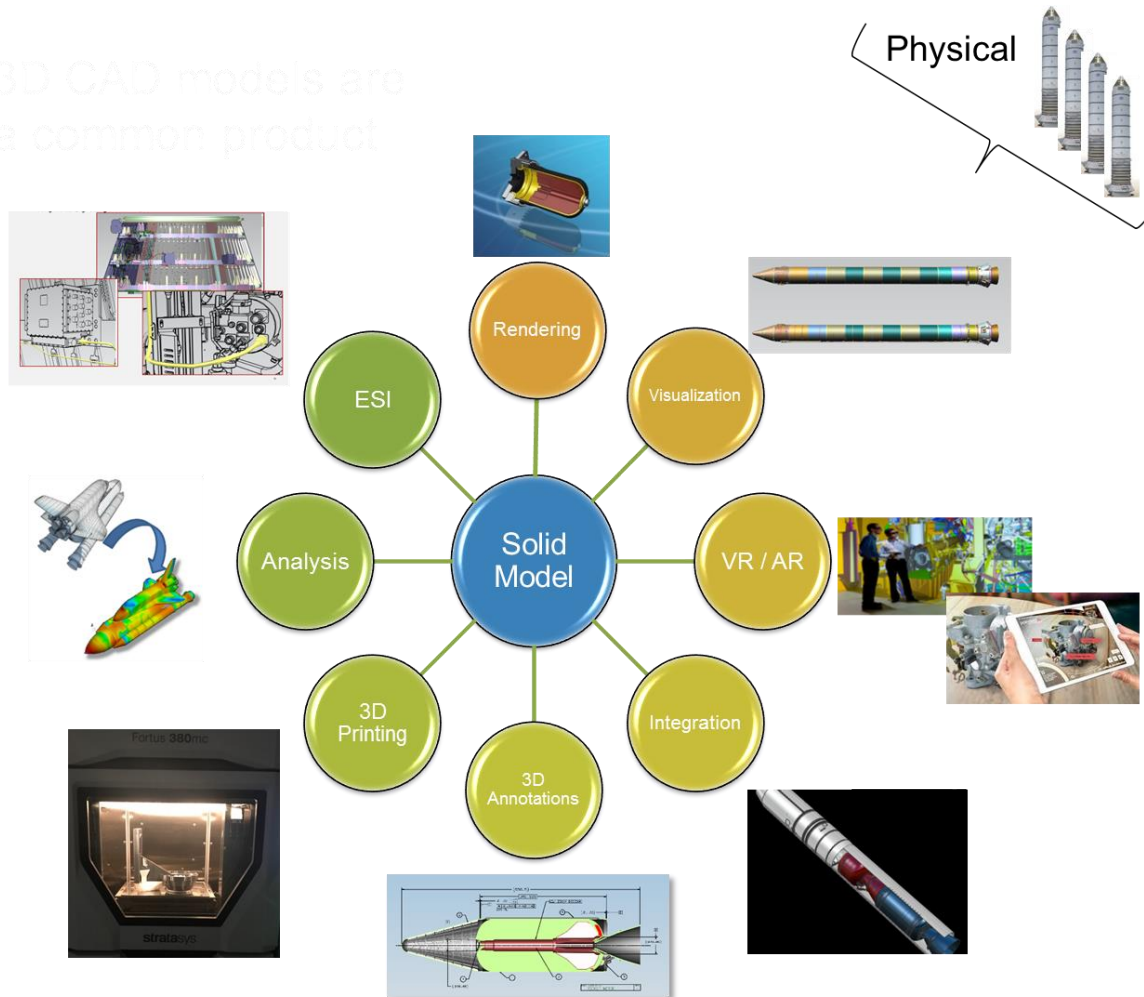 3D CAD models are
a common product
Physical
Rendering
Visualization
ESI
Solid
Model
Analysis
VR / AR
3D
Printing
Integration
3D
Annotations
Fortus 380mc
stratasys